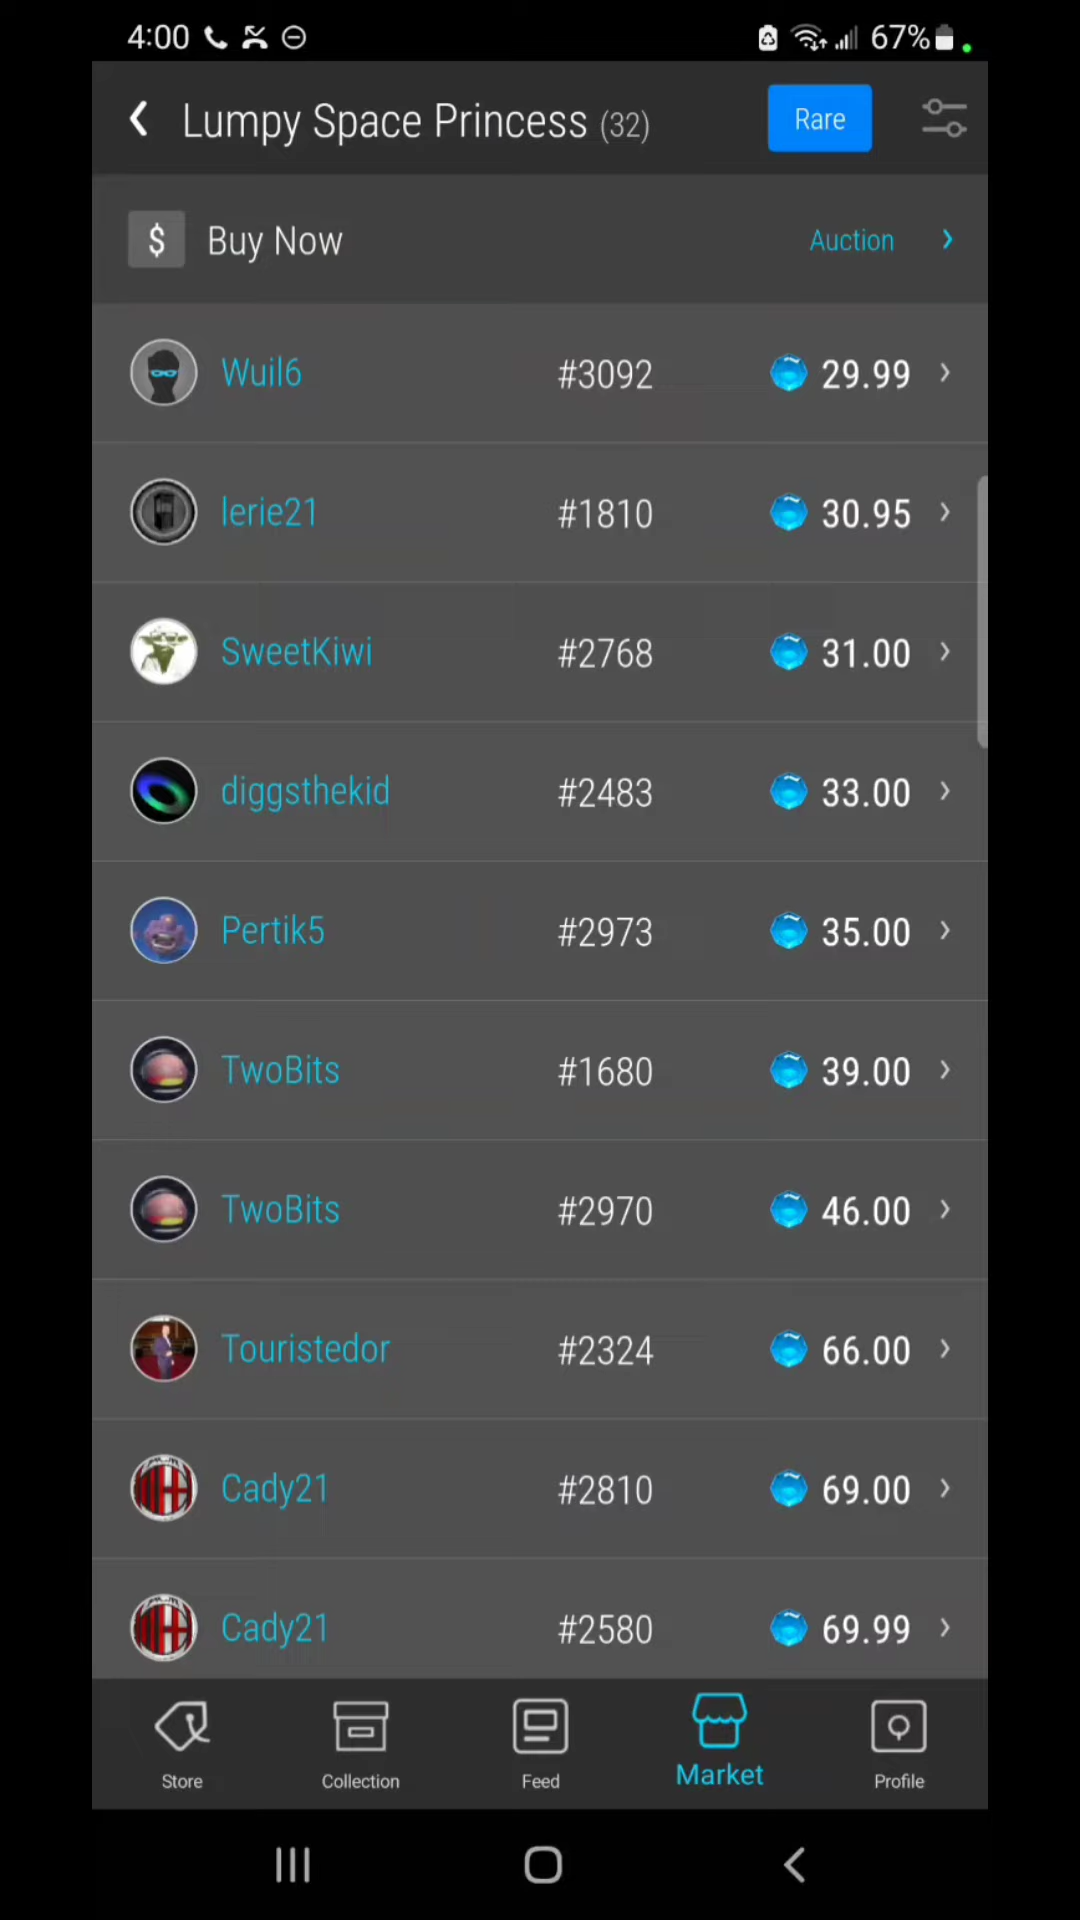 4:00 67%
Lumpy Space Princess (32) Rare
$ Buy Now Auction
Wuil6 #3092 29.99
lerie21 #1810 30.95
SweetKiwi #2768 31.00
diggsthekid #2483 33.00
Pertik5 #2973 35.00
TwoBits #1680 39.00
TwoBits #2970 46.00
Touristedor #2324 66.00
Cady21 #2810 69.00
Cady21 #2580 69.99
Store Collection Feed Market Profile